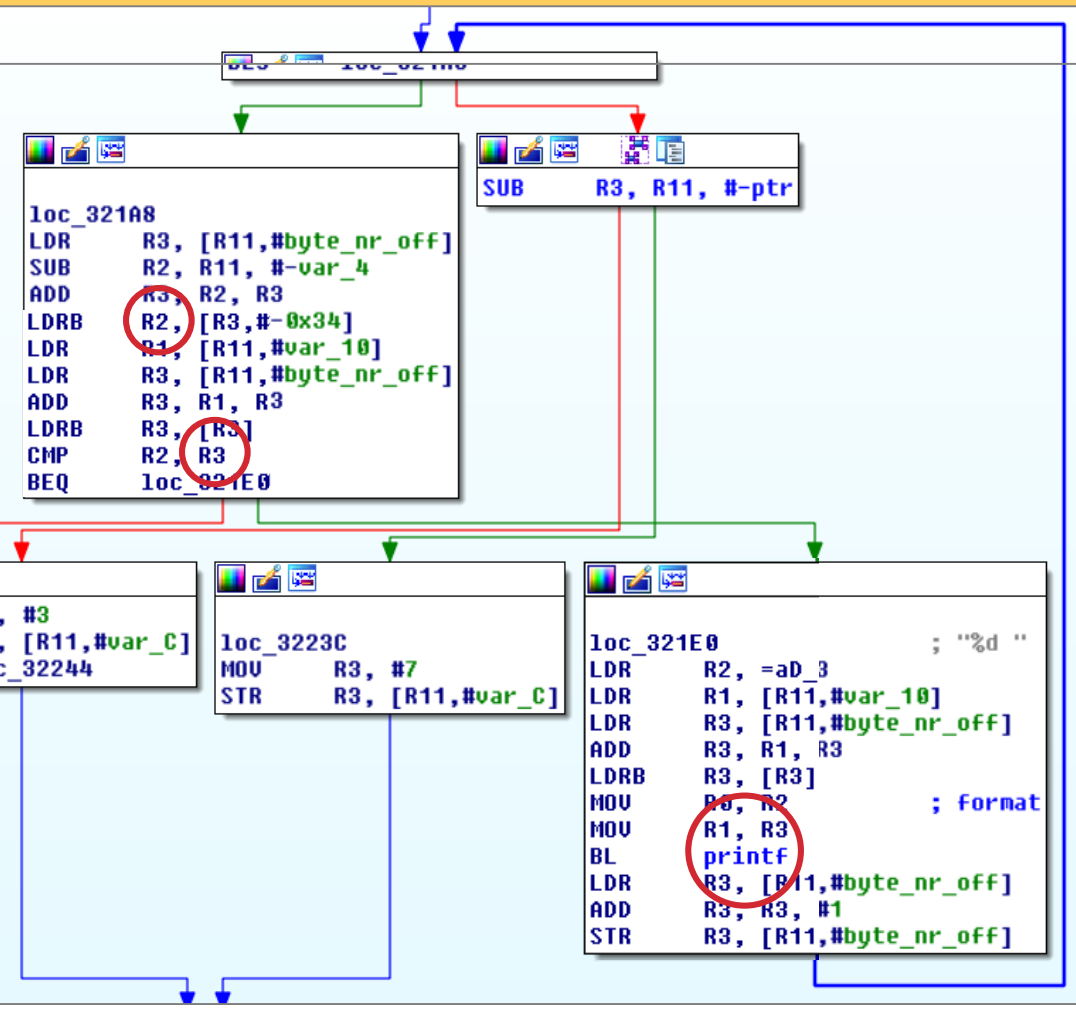 SUB R3, R11, #-ptr
loc_321A8
LDR R3, [R11,#byte_nr_off]
SUB R2, R11, #-var_4
ADD R3, R2, R3
LDRB R2, [R3,#-0x34]
LDR R1, [R11,#var_10]
LDR R3, [R11,#byte_nr_off]
ADD R3, R1, R3
LDRB R3, [R3]
CMP R2, R3
BEQ loc_321E0
, #3
, [R11,#var_C]
c_32244
loc_3223C
MOV R3, #7
STR R3, [R11,#var_C]
loc_321E0 ; "%d "
LDR R2, =aD_3
LDR R1, [R11,#var_10]
LDR R3, [R11,#byte_nr_off]
ADD R3, R1, R3
LDRB R3, [R3]
MOV R0, R2 ; format
MOV R1, R3
BL printf
LDR R3, [R11,#byte_nr_off]
ADD R3, R3, #1
STR R3, [R11,#byte_nr_off]